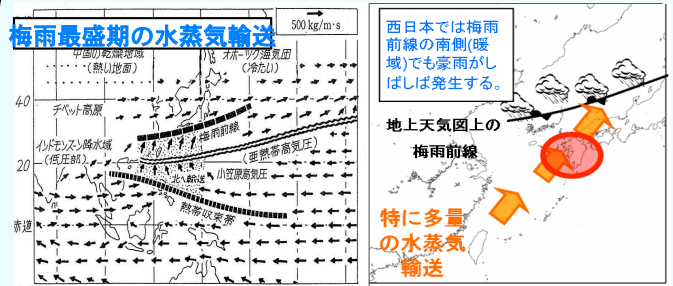 梅雨最盛期の水蒸気輸送
500 kg/m·s
中国の乾燥地域
(熱い地面)
オホーツク海気団
(冷たい)
40
チベット高原
梅雨前線
インドモンスーン降水域
(低圧部)
(亜熱帯高気圧)
20
北へ輸送
小笠原高気圧
熱帯収束帯
赤道
西日本では梅雨
前線の南側(暖
域)でも豪雨がし
ばしば発生する。
地上天気図上の
梅雨前線
特に多量
の水蒸気
輸送